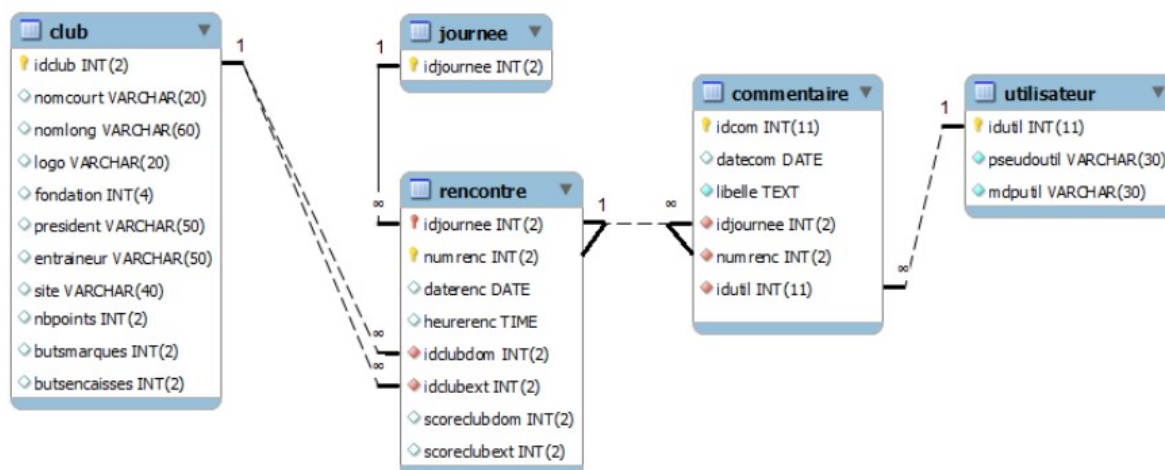 club
idclub INT(2)
nomcourt VARCHAR(20)
nomlong VARCHAR(60)
logo VARCHAR(20)
fondation INT(4)
president VARCHAR(50)
entraineur VARCHAR(50)
site VARCHAR(40)
nbpoints INT(2)
butsmarques INT(2)
butsencaisses INT(2)
1
∞
∞
journee
idjournee INT(2)
1
∞
rencontre
idjournee INT(2)
numrenc INT(2)
daterenc DATE
heurerenc TIME
idclubdom INT(2)
idclubext INT(2)
scoreclubdom INT(2)
scoreclubext INT(2)
1
∞
commentaire
idcom INT(11)
datecom DATE
libelle TEXT
idjournee INT(2)
numrenc INT(2)
idutil INT(11)
∞
1
utilisateur
idutil INT(11)
pseudoutil VARCHAR(30)
mdputil VARCHAR(30)